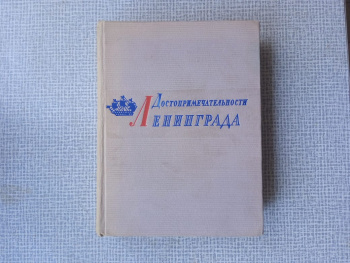 Достопримечательности
Ленинграда